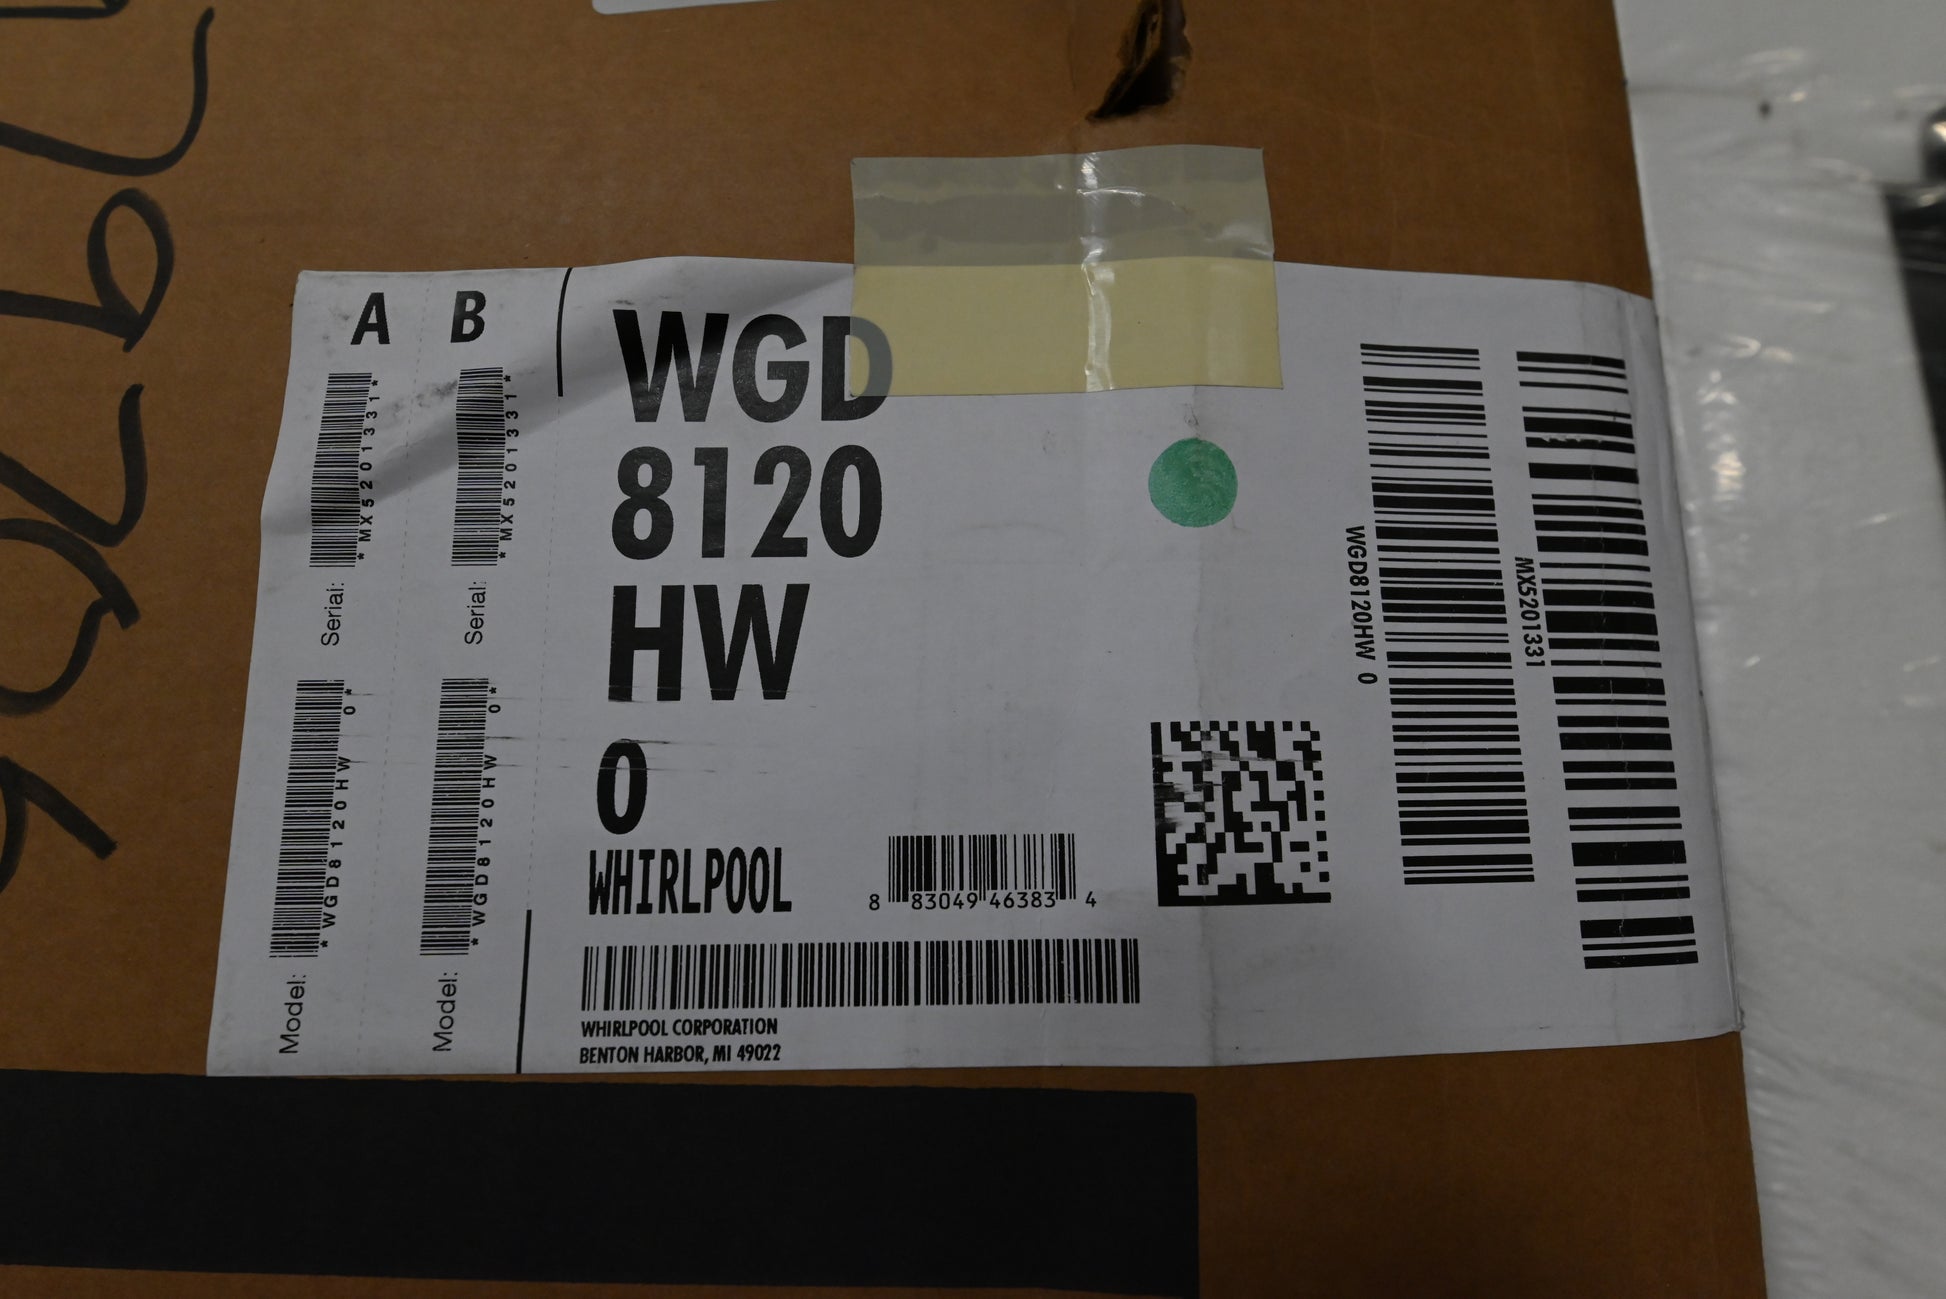 A B
*MX5201331*
*MX5201331*
Serial:
Serial:
*WGD8120HW 0*
*WGD8120HW 0*
Model:
Model:
WGD
8120
HW
0
WHIRLPOOL
8 83049 46383 4
WHIRLPOOL CORPORATION
BENTON HARBOR, MI 49022
WGD8120HW 0
MX5201331